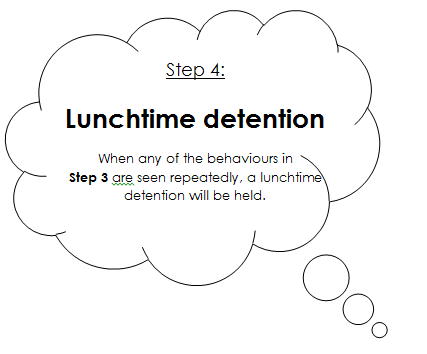 Step 4:
Lunchtime detention
When any of the behaviours in
Step 3 are seen repeatedly, a lunchtime
detention will be held.